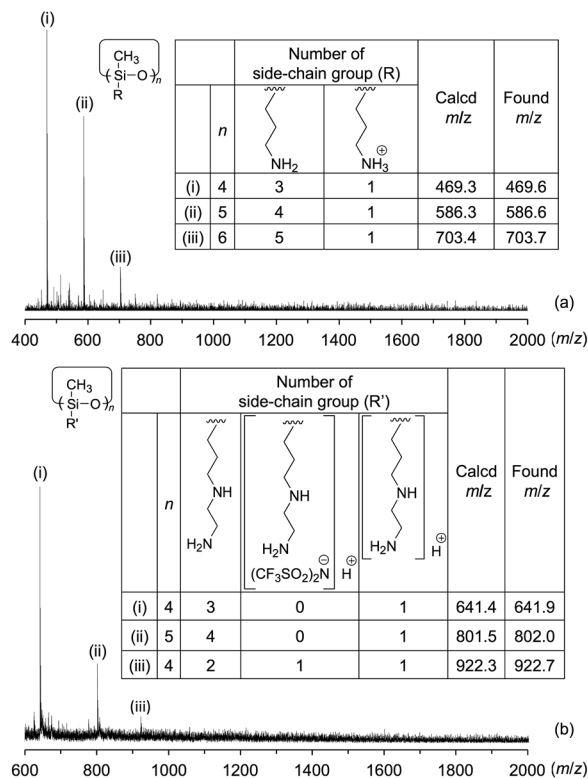 (i)
CH3
(Si–O)n
R
(ii)
(iii)
Number of
side-chain group (R)
n
NH2
⊕
NH3
Calcd
m/z
Found
m/z
(i) 4 3 1 469.3 469.6
(ii) 5 4 1 586.3 586.6
(iii) 6 5 1 703.4 703.7
(a)
400 600 800 1000 1200 1400 1600 1800 2000 (m/z)
CH3
(Si–O)n
R'
(i)
(ii)
(iii)
Number of
side-chain group (R')
n
NH NH NH
H2N H2N H2N
(CF3SO2)2N⊖ H⊕ H⊕
Calcd
m/z
Found
m/z
(i) 4 3 0 1 641.4 641.9
(ii) 5 4 0 1 801.5 802.0
(iii) 4 2 1 1 922.3 922.7
(b)
600 800 1000 1200 1400 1600 1800 2000 (m/z)